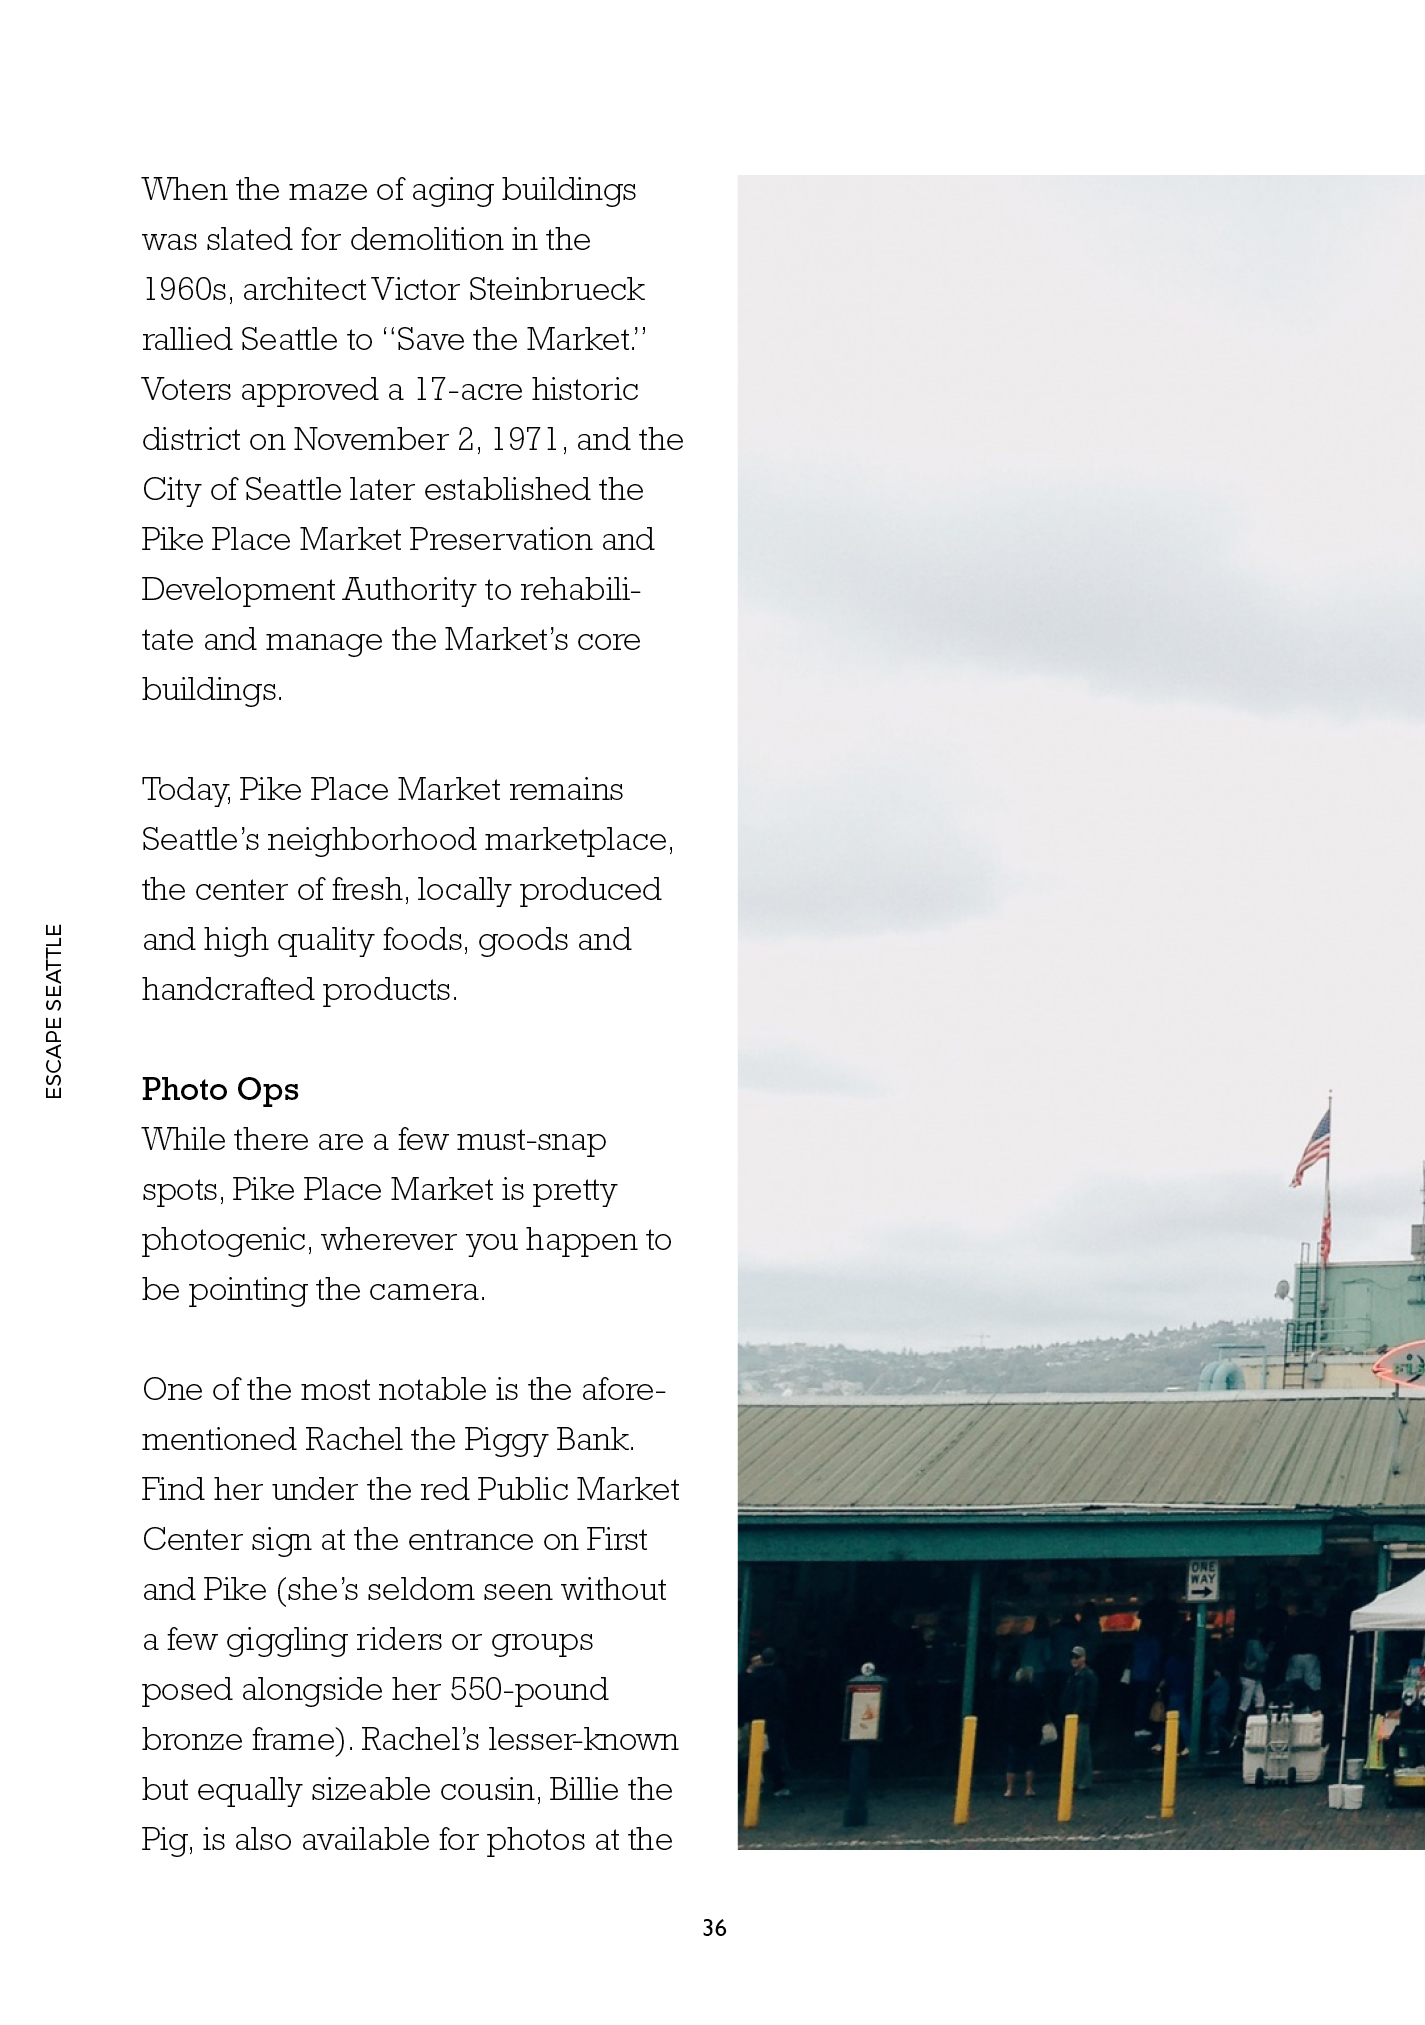 When the maze of aging buildings
was slated for demolition in the
1960s, architect Victor Steinbrueck
rallied Seattle to “Save the Market.”
Voters approved a 17-acre historic
district on November 2, 1971, and the
City of Seattle later established the
Pike Place Market Preservation and
Development Authority to rehabili-
tate and manage the Market’s core
buildings.
Today, Pike Place Market remains
Seattle’s neighborhood marketplace,
the center of fresh, locally produced
and high quality foods, goods and
handcrafted products.
Photo Ops
While there are a few must-snap
spots, Pike Place Market is pretty
photogenic, wherever you happen to
be pointing the camera.
One of the most notable is the afore-
mentioned Rachel the Piggy Bank.
Find her under the red Public Market
Center sign at the entrance on First
and Pike (she’s seldom seen without
a few giggling riders or groups
posed alongside her 550-pound
bronze frame). Rachel’s lesser-known
but equally sizeable cousin, Billie the
Pig, is also available for photos at the
ESCAPE SEATTLE
ONE
WAY
36